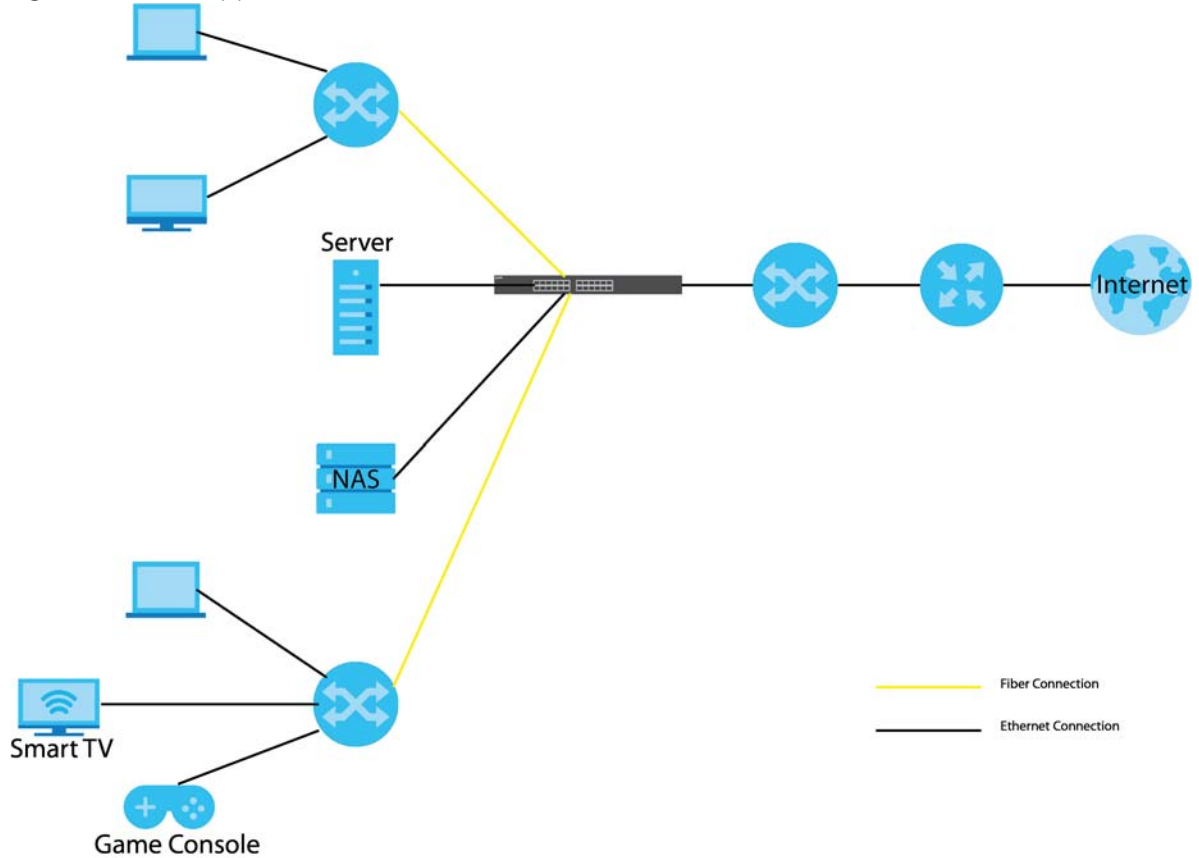 Server
Internet
NAS
Fiber Connection
Ethernet Connection
Smart TV
Game Console